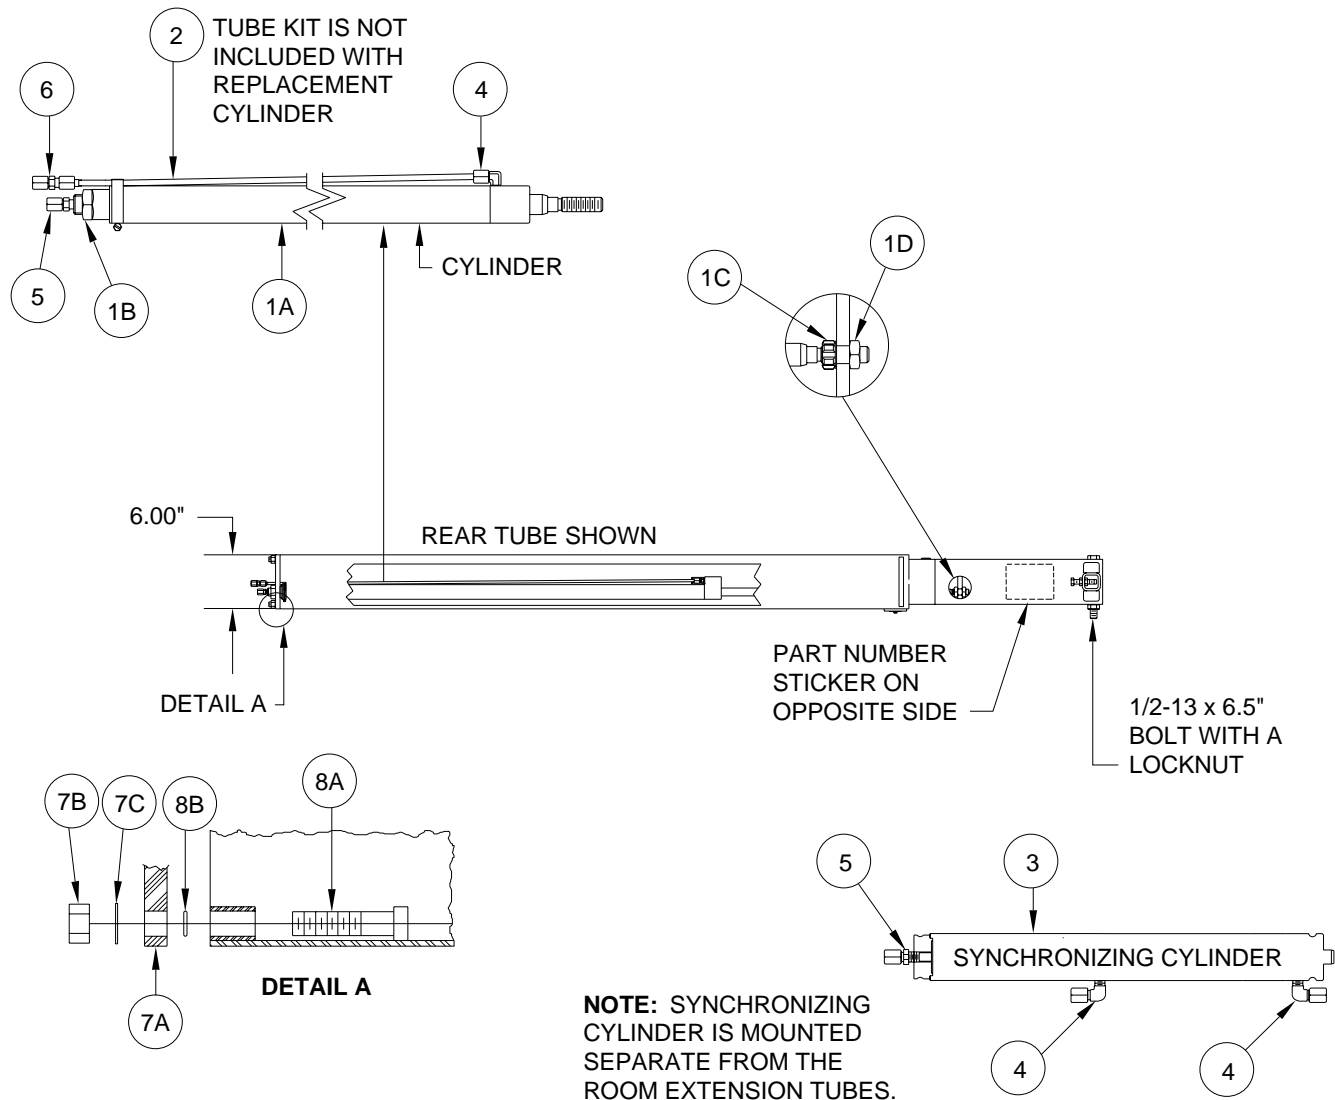 2
TUBE KIT IS NOT
INCLUDED WITH
REPLACEMENT
CYLINDER
6
4
5
1B
1A
CYLINDER
1D
1C
6.00"
REAR TUBE SHOWN
DETAIL A
PART NUMBER
STICKER ON
OPPOSITE SIDE
1/2-13 x 6.5"
BOLT WITH A
LOCKNUT
7B
7C
8B
8A
7A
DETAIL A
5
3
SYNCHRONIZING CYLINDER
4
4
NOTE: SYNCHRONIZING
CYLINDER IS MOUNTED
SEPARATE FROM THE
ROOM EXTENSION TUBES.